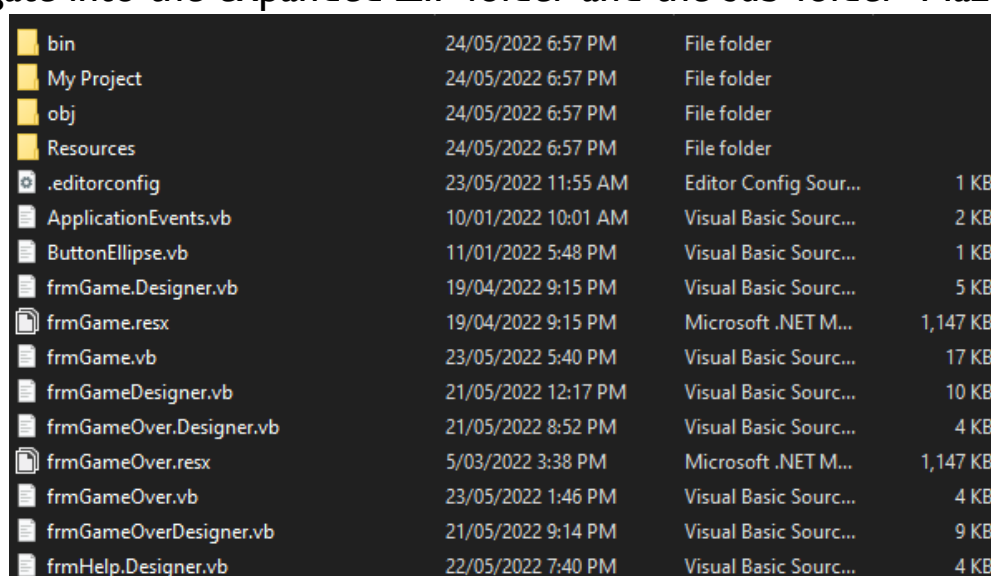 gate into the expanded ZIP folder and the sub folder
bin 24/05/2022 6:57 PM File folder
My Project 24/05/2022 6:57 PM File folder
obj 24/05/2022 6:57 PM File folder
Resources 24/05/2022 6:57 PM File folder
.editorconfig 23/05/2022 11:55 AM Editor Config Sour... 1 KB
ApplicationEvents.vb 10/01/2022 10:01 AM Visual Basic Sourc... 2 KB
ButtonEllipse.vb 11/01/2022 5:48 PM Visual Basic Sourc... 1 KB
frmGame.Designer.vb 19/04/2022 9:15 PM Visual Basic Sourc... 5 KB
frmGame.resx 19/04/2022 9:15 PM Microsoft .NET M... 1,147 KB
frmGame.vb 23/05/2022 5:40 PM Visual Basic Sourc... 17 KB
frmGameDesigner.vb 21/05/2022 12:17 PM Visual Basic Sourc... 10 KB
frmGameOver.Designer.vb 21/05/2022 8:52 PM Visual Basic Sourc... 4 KB
frmGameOver.resx 5/03/2022 3:38 PM Microsoft .NET M... 1,147 KB
frmGameOver.vb 23/05/2022 1:46 PM Visual Basic Sourc... 4 KB
frmGameOverDesigner.vb 21/05/2022 9:14 PM Visual Basic Sourc... 9 KB
frmHelp.Designer.vb 22/05/2022 7:40 PM Visual Basic Sourc... 4 KB